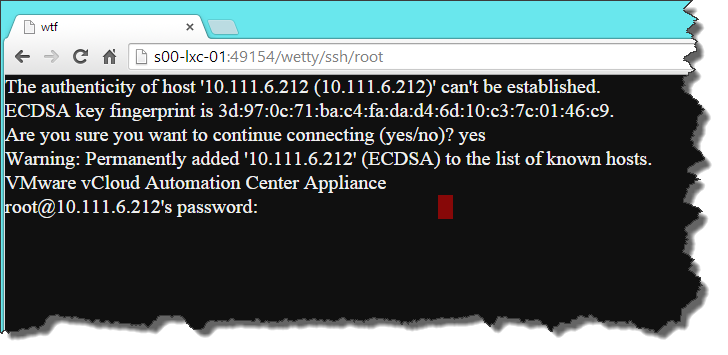 wtf
s00-lxc-01:49154/wetty/ssh/root
The authenticity of host '10.111.6.212 (10.111.6.212)' can't be established.
ECDSA key fingerprint is 3d:97:0c:71:ba:c4:fa:da:d4:6d:10:c3:7c:01:46:c9.
Are you sure you want to continue connecting (yes/no)? yes
Warning: Permanently added '10.111.6.212' (ECDSA) to the list of known hosts.
VMware vCloud Automation Center Appliance
root@10.111.6.212's password: